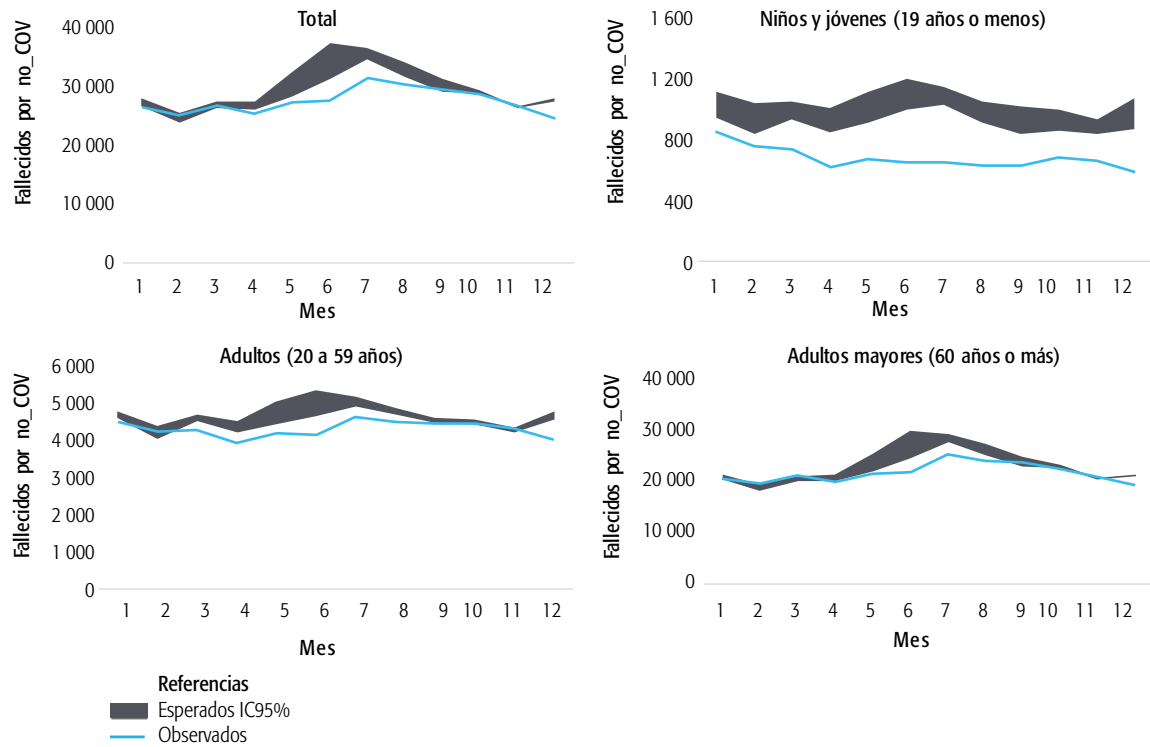 Total
Fallecidos por no_COV
40 000
30 000
20 000
10 000
0
1 2 3 4 5 6 7 8 9 10 11 12
Mes
Niños y jóvenes (19 años o menos)
Fallecidos por no_COV
1 600
1 200
800
400
0
1 2 3 4 5 6 7 8 9 10 11 12
Mes
Adultos (20 a 59 años)
Fallecidos por no_COV
6 000
5 000
4 000
3 000
2 000
1 000
0
1 2 3 4 5 6 7 8 9 10 11 12
Mes
Adultos mayores (60 años o más)
Fallecidos por no_COV
40 000
30 000
20 000
10 000
0
1 2 3 4 5 6 7 8 9 10 11 12
Mes
Referencias
Esperados IC95%
Observados